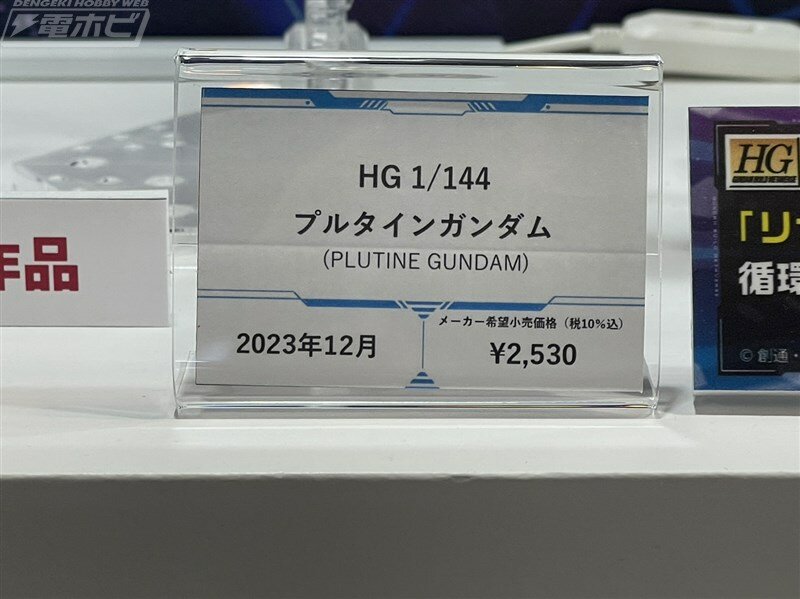 DENGEKI HOBBY WEB
電ホビ
HG 1/144
プルタインガンダム
(PLUTINE GUNDAM)
2023年12月
メーカー希望小売価格（税10%込）
¥2,530
作品
HG
「リ
循環
© 創通・